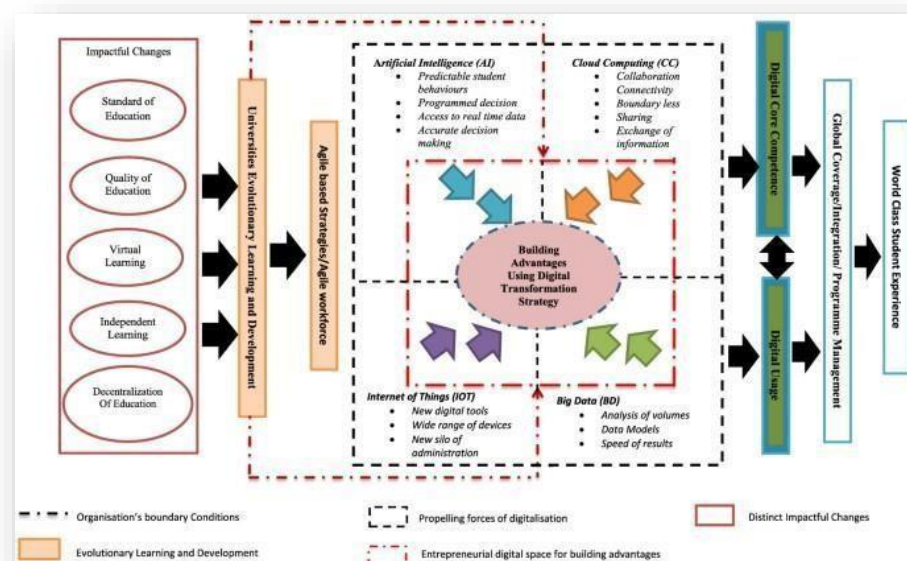 Impactful Changes
Standard of
Education
Quality of
Education
Virtual
Learning
Independent
Learning
Decentralization
Of Education
Universities Evolutionary Learning and Development
Agile based Strategies/Agile workforce
Artificial Intelligence (AI)
• Predictable student
behaviours
• Programmed decision
• Access to real time data
• Accurate decision
making
Cloud Computing (CC)
• Collaboration
• Connectivity
• Boundary less
• Sharing
• Exchange of
information
Building
Advantages
Using Digital
Transformation
Strategy
Internet of Things (IOT)
• New digital tools
• Wide range of devices
• New silo of
administration
Big Data (BD)
• Analysis of volumes
• Data Models
• Speed of results
Digital Core Competence
Digital Usage
Global Coverage/Integration/ Programme Management
World Class Student Experience
Organisation's boundary Conditions
Propelling forces of digitalisation
Distinct Impactful Changes
Evolutionary Learning and Development
Entrepreneurial digital space for building advantages